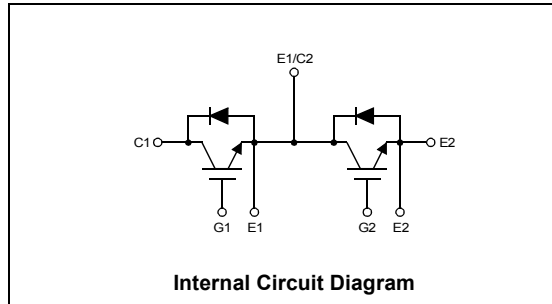 E1/C2
C1 E2
G1 E1 G2 E2
Internal Circuit Diagram